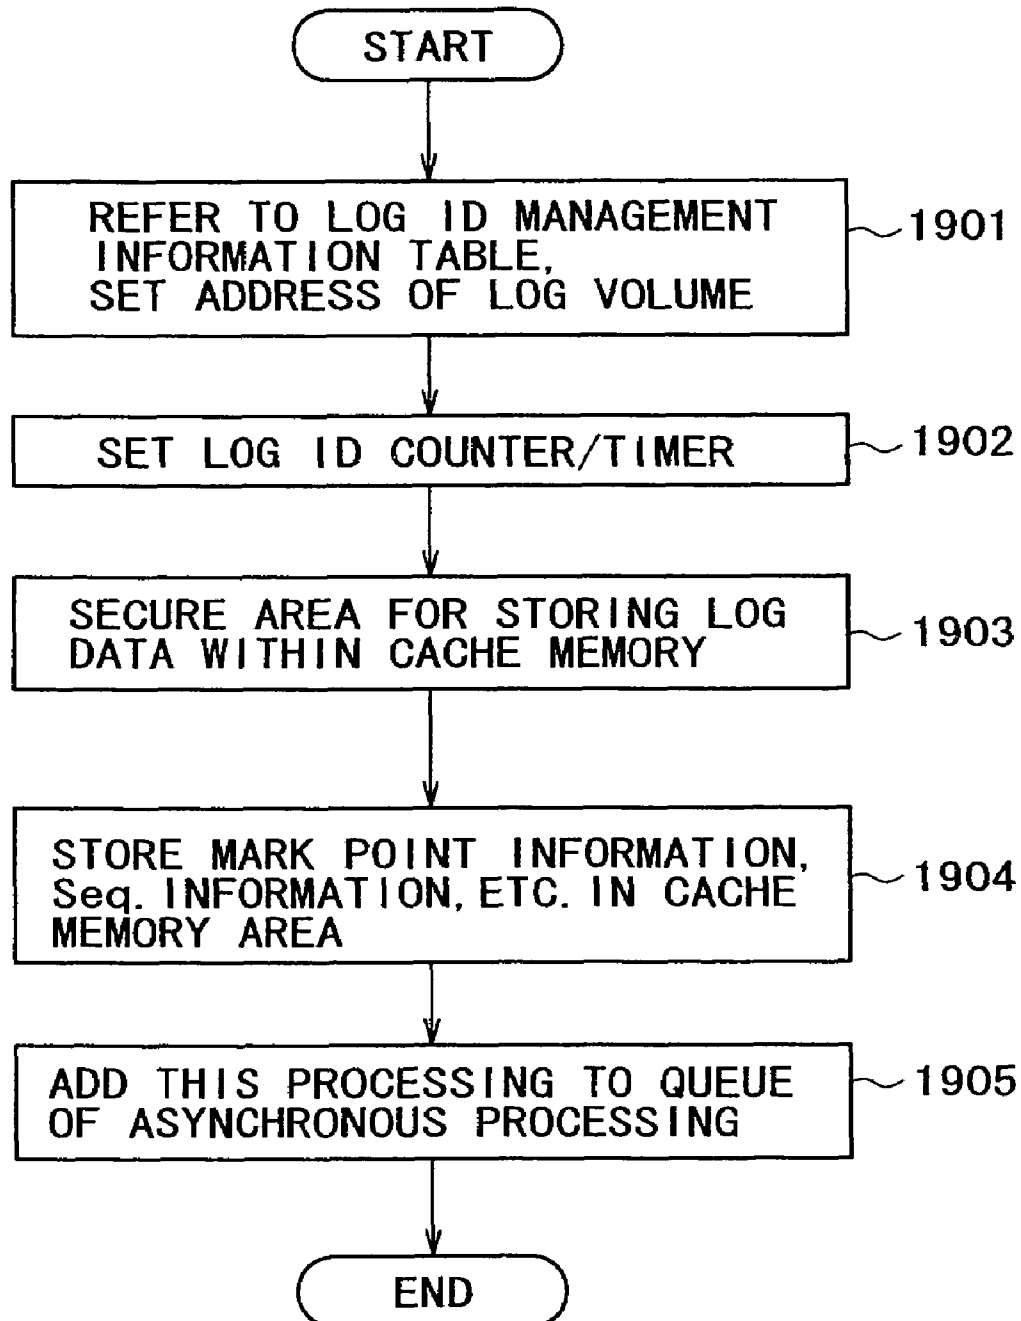 START
REFER TO LOG ID MANAGEMENT
INFORMATION TABLE,
SET ADDRESS OF LOG VOLUME
1901
SET LOG ID COUNTER/TIMER
1902
SECURE AREA FOR STORING LOG
DATA WITHIN CACHE MEMORY
1903
STORE MARK POINT INFORMATION,
Seq. INFORMATION, ETC. IN CACHE
MEMORY AREA
1904
ADD THIS PROCESSING TO QUEUE
OF ASYNCHRONOUS PROCESSING
1905
END